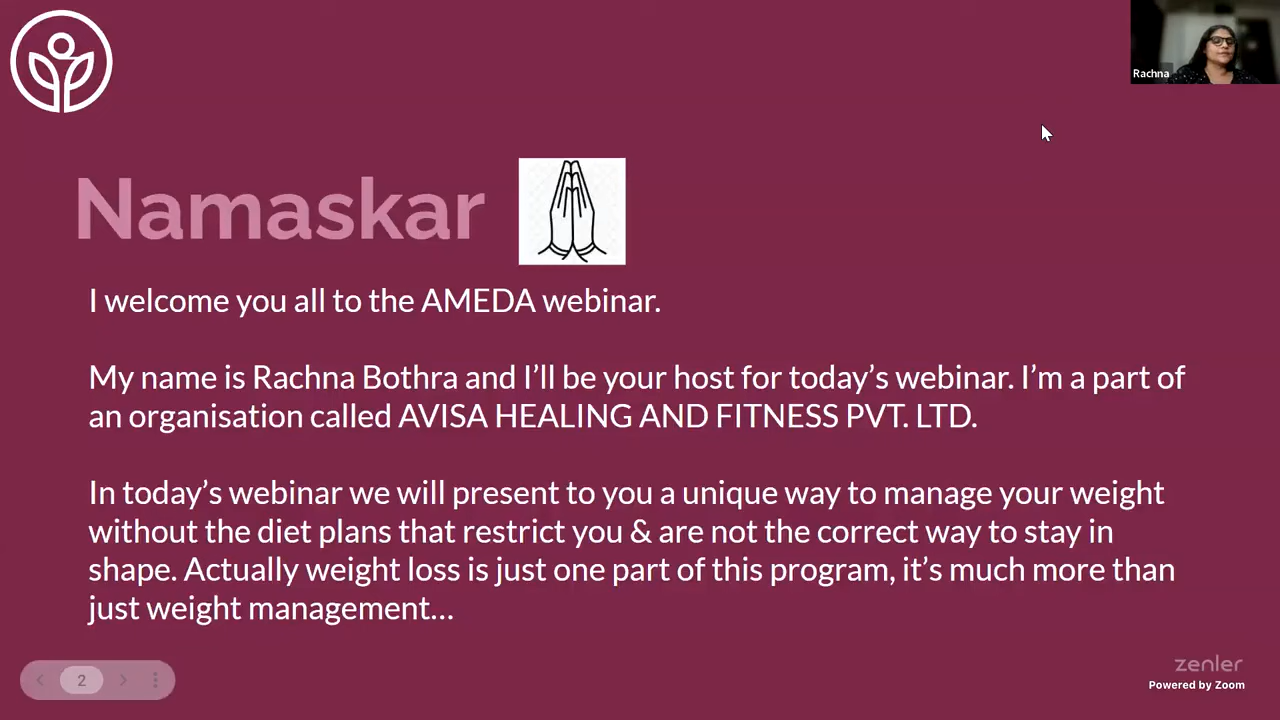 Rachna
Namaskar
I welcome you all to the AMEDA webinar.
My name is Rachna Bothra and I’ll be your host for today’s webinar. I’m a part of
an organisation called AVISA HEALING AND FITNESS PVT. LTD.
In today’s webinar we will present to you a unique way to manage your weight
without the diet plans that restrict you & are not the correct way to stay in
shape. Actually weight loss is just one part of this program, it’s much more than
just weight management...
2
zenler
Powered by Zoom